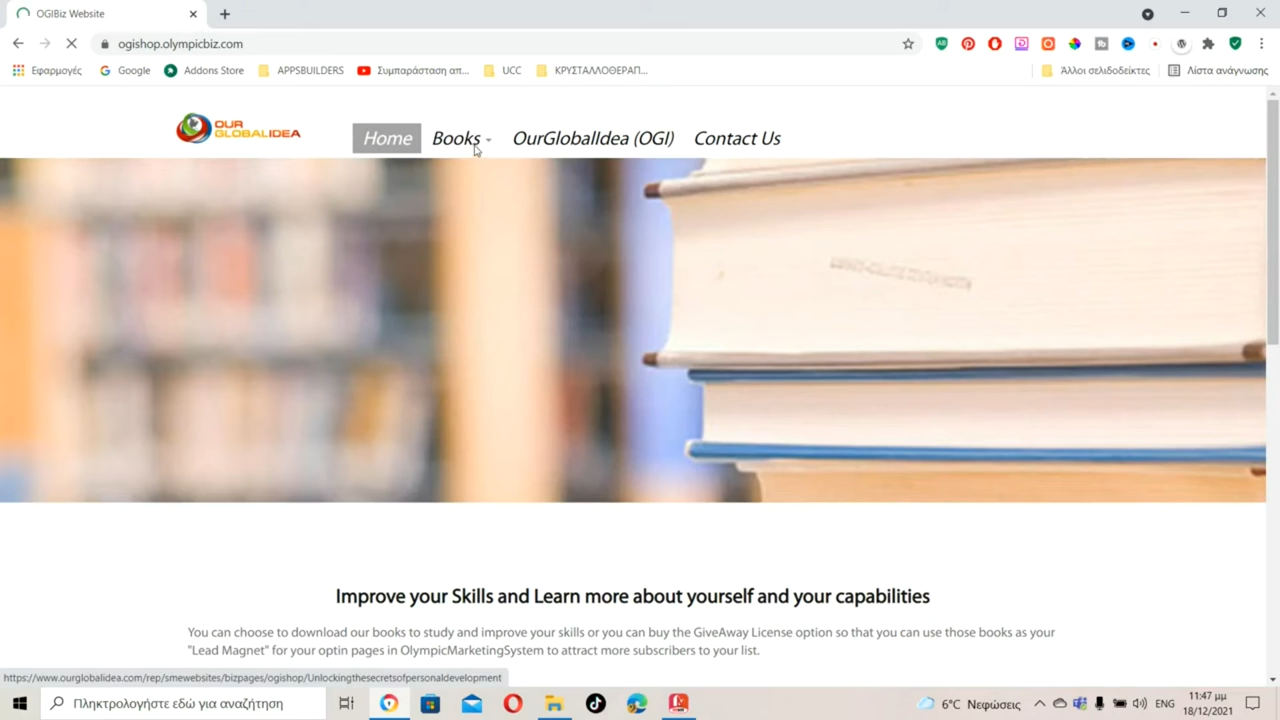 OGIBiz Website
ogishop.olympicbiz.com
Εφαρμογές
Google
Addons Store
APPSBUILDERS
Συμπαράσταση απ...
UCC
ΚΡΥΣΤΑΛΛΟΘΕΡΑΠ...
Άλλοι σελιδοδείκτες
Λίστα ανάγνωσης
OUR
GLOBALIDEA
Home
Books
OurGlobalIdea (OGI)
Contact Us
Improve your Skills and Learn more about yourself and your capabilities
You can choose to download our books to study and improve your skills or you can buy the GiveAway License option so that you can use those books as your
"Lead Magnet" for your optin pages in OlympicMarketingSystem to attract more subscribers to your list.
https://www.ourglobalidea.com/rep/smewebsites/bizpages/ogishop/Unlockingthesecretsofpersonaldevelopment
Πληκτρολογήστε εδώ για αναζήτηση
6°C Νεφώσεις
ENG
11:47 μμ
18/12/2021